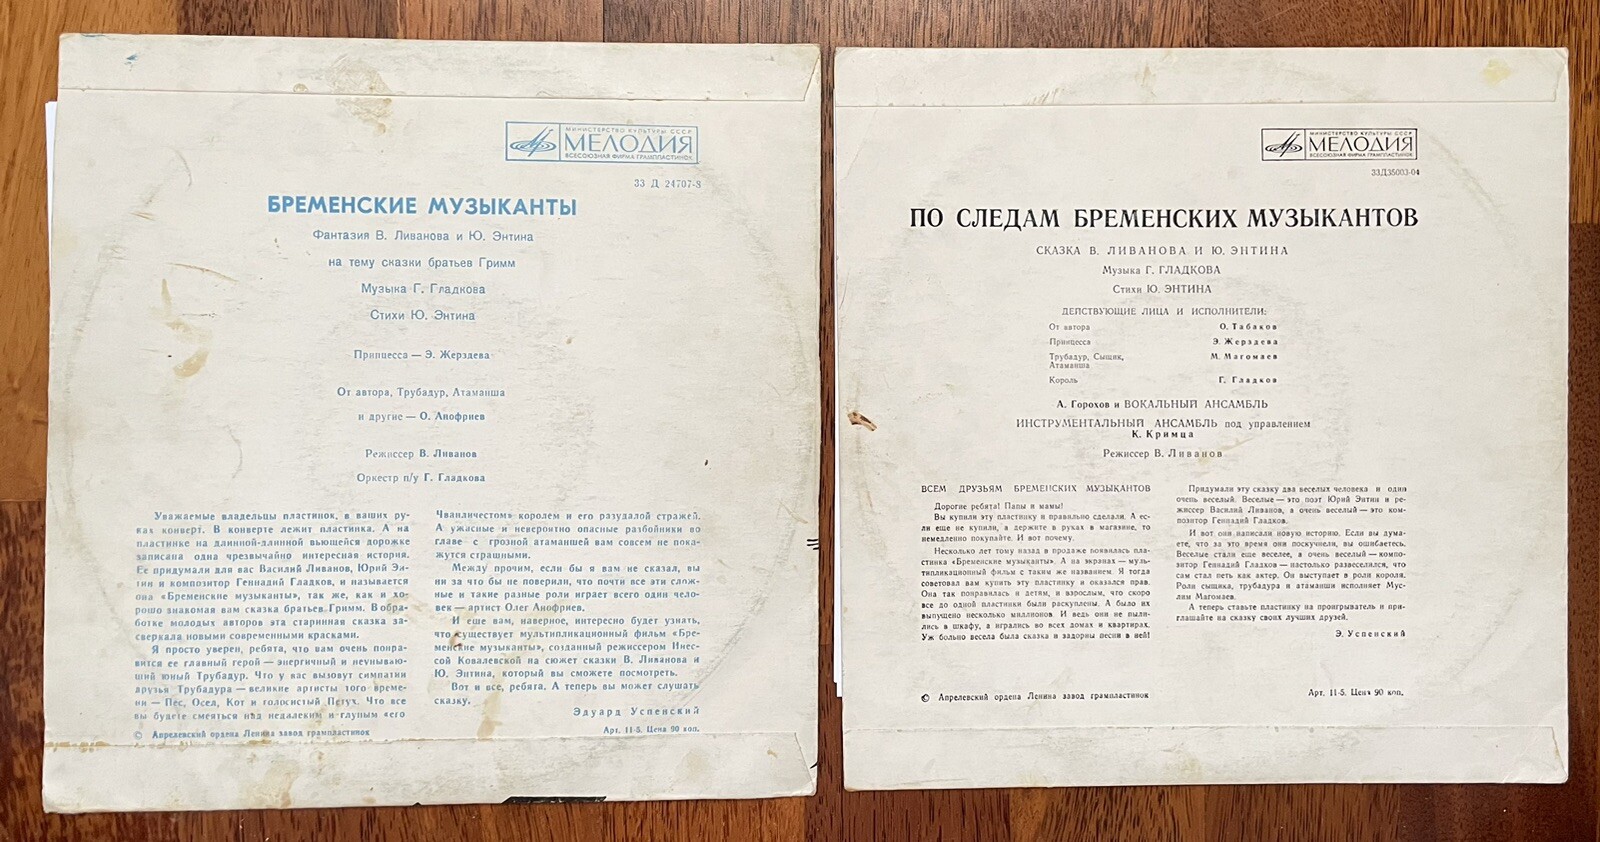 МИНИСТЕРСТВО КУЛЬТУРЫ СССР
МЕЛОДИЯ
ВСЕСОЮЗНАЯ ФИРМА ГРАМПЛАСТИНОК
33 Д 24707-8
БРЕМЕНСКИЕ МУЗЫКАНТЫ
Фантазия В. Ливанова и Ю. Энтина
на тему сказки братьев Гримм
Музыка Г. Гладкова
Стихи Ю. Энтина
Принцесса — Э. Жерздева
От автора, Трубадур, Атаманша
и другие — О. Анофриев
Режиссер В. Ливанов
Оркестр п/у Г. Гладкова
Уважаемые владельцы пластинок, в ваших ру-
ках конверт. В конверте лежит пластинка. А на
пластинке на длинной-длинной вьющейся дорожке
записана одна чрезвычайно интересная история.
Ее придумали для вас Василий Ливанов, Юрий Эн-
тин и композитор Геннадий Гладков, и называется
она «Бременские музыканты», так же, как и хо-
рошо знакомая вам сказка братьев Гримм. В обра-
ботке молодых авторов эта старинная сказка за-
сверкала новыми современными красками.
Я просто уверен, ребята, что вам очень понра-
вится ее главный герой — энергичный и неунываю-
щий юный Трубадур. Что у вас вызовут симпатии
друзья Трубадура — великие артисты того време-
ни — Пес, Осел, Кот и голосистый Петух. Что все
вы будете смеяться над недалеким и глупым «его
Чванличеством» королем и его разудалой стражей.
А ужасные и невероятно опасные разбойники во
главе с грозной атаманшей вам совсем не пока-
жутся страшными.
Между прочим, если бы я вам не сказал, вы
ни за что бы не поверили, что почти все эти слож-
ные и такие разные роли играет всего один чело-
век — артист Олег Анофриев.
И еще вам, наверное, интересно будет узнать,
что существует мультипликационный фильм «Бре-
менские музыканты», созданный режиссером Инес-
сой Ковалевской на сюжет сказки В. Ливанова и
Ю. Энтина, который вы сможете посмотреть.
Вот и все, ребята. А теперь вы может слушать
сказку.
Эдуард Успенский
© Апрелевский ордена Ленина завод грампластинок
Арт. 11-5. Цена 90 коп.
МИНИСТЕРСТВО КУЛЬТУРЫ СССР
МЕЛОДИЯ
ВСЕСОЮЗНАЯ ФИРМА ГРАМПЛАСТИНОК
33Д35003-04
ПО СЛЕДАМ БРЕМЕНСКИХ МУЗЫКАНТОВ
СКАЗКА В. ЛИВАНОВА И Ю. ЭНТИНА
Музыка Г. ГЛАДКОВА
Стихи Ю. ЭНТИНА
ДЕЙСТВУЮЩИЕ ЛИЦА И ИСПОЛНИТЕЛИ:
От автора О. Табаков
Принцесса Э. Жерздева
Трубадур, Сыщик, М. Магомаев
Атаманша
Король Г. Гладков
А. Горохов и ВОКАЛЬНЫЙ АНСАМБЛЬ
ИНСТРУМЕНТАЛЬНЫЙ АНСАМБЛЬ под управлением
К. Кримца
Режиссер В. Ливанов
ВСЕМ ДРУЗЬЯМ БРЕМЕНСКИХ МУЗЫКАНТОВ
Дорогие ребята! Папы и мамы!
Вы купили эту пластинку и правильно сделали. А ес-
ли еще не купили, а держите в руках в магазине, то
немедленно покупайте. И вот почему.
Несколько лет тому назад в продаже появилась пла-
стинка «Бременские музыканты». А на экранах — муль-
типликационный фильм с таким же названием. Я тогда
советовал вам купить эту пластинку и оказался прав.
Она так понравилась и детям, и взрослым, что скоро
все до одной пластинки были раскуплены. А было их
выпущено несколько миллионов. И ведь они не пыли-
лись в шкафу, а игрались во всех домах и квартирах.
Уж больно весела была сказка и задорны песни в ней!
Придумали эту сказку два веселых человека и один
очень веселый. Веселые — это поэт Юрий Энтин и ре-
жиссер Василий Ливанов, а очень веселый — это ком-
позитор Геннадий Гладков.
И вот они написали новую историю. Если вы дума-
ете, что за это время они поскучнели, вы ошибаетесь.
Веселые стали еще веселее, а очень веселый — компо-
зитор Геннадий Гладков — настолько развеселился, что
сам стал петь как актер. Он выступает в роли короля.
Роли сыщика, трубадура и атаманши исполняет Мус-
лим Магомаев.
А теперь ставьте пластинку на проигрыватель и при-
глашайте на сказку своих лучших друзей.
Э. Успенский
© Апрелевский ордена Ленина завод грампластинок
Арт. 11-5. Цена 90 коп.